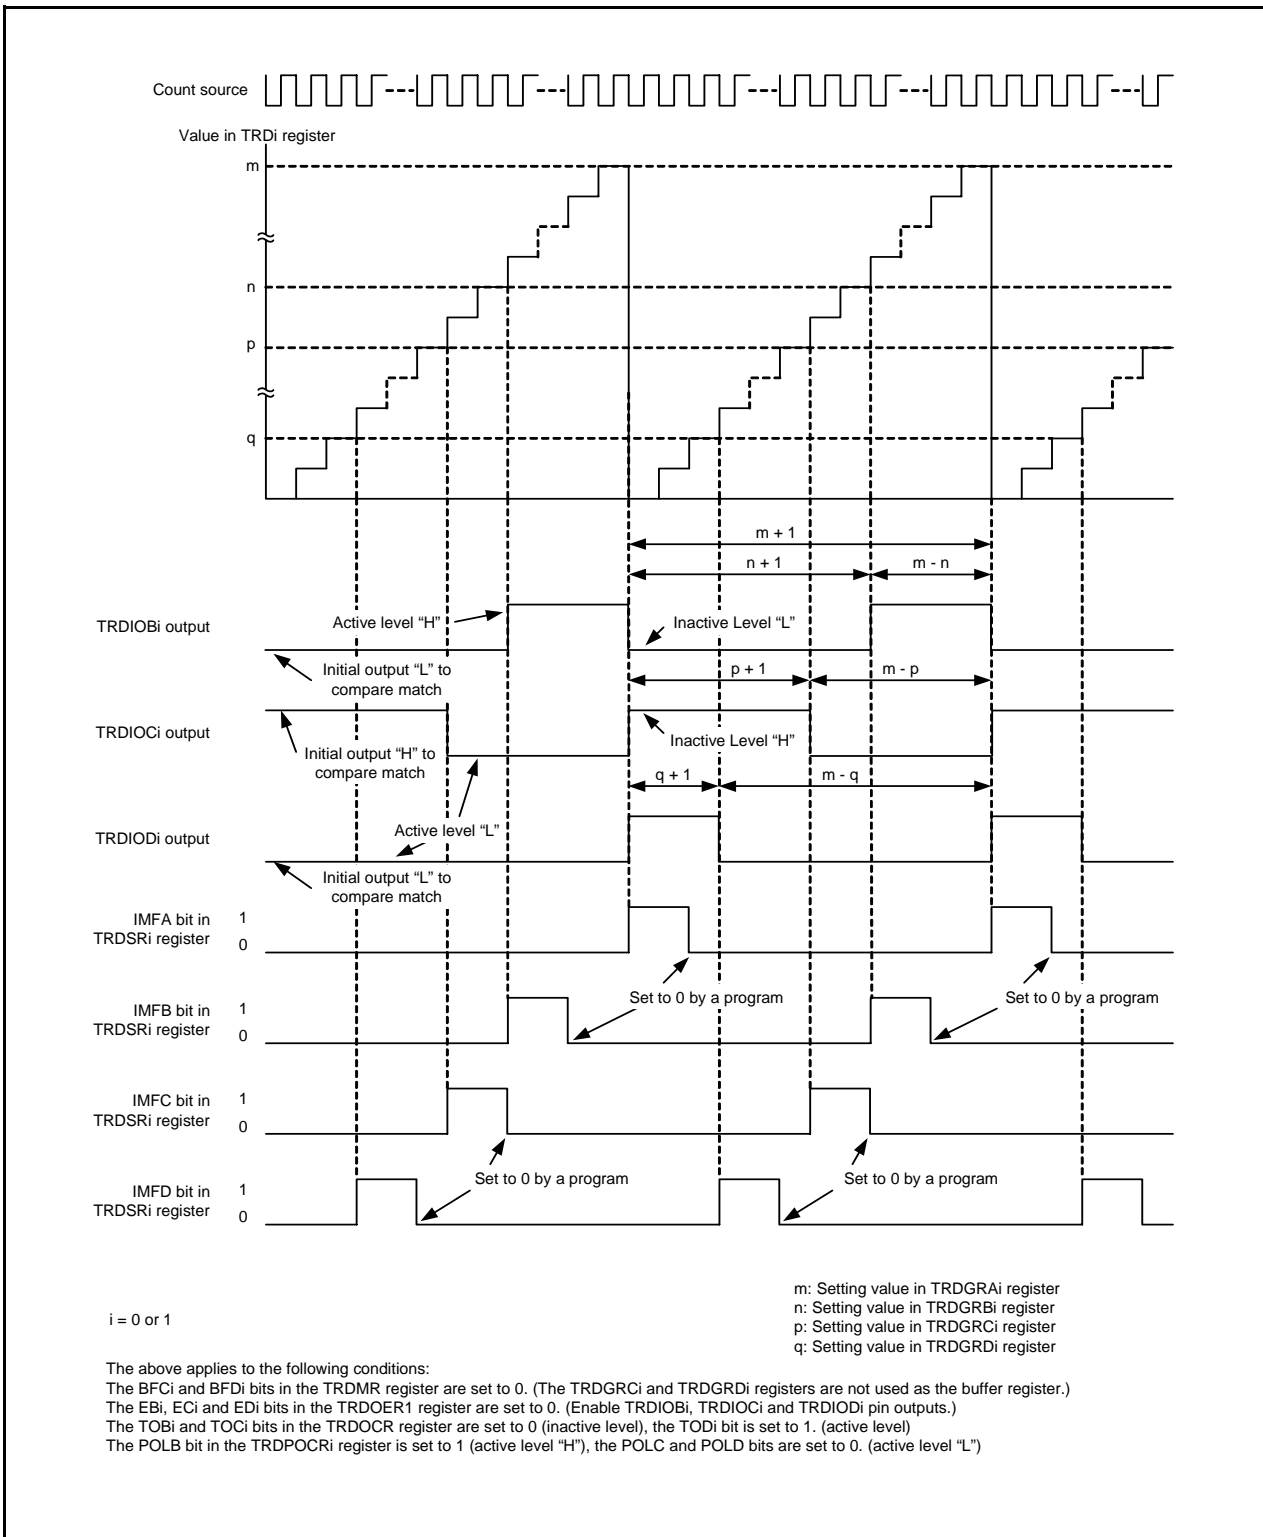 Count source
Value in TRDi register
m
n
p
q
m + 1
n + 1
m - n
TRDIOBi output
Active level “H”
Inactive Level “L”
Initial output “L” to
compare match
p + 1
m - p
TRDIOCi output
Initial output “H” to
compare match
Inactive Level “H”
q + 1
m - q
TRDIODi output
Active level “L”
Initial output “L” to
compare match
IMFA bit in
TRDSRi register
1
0
Set to 0 by a program
Set to 0 by a program
IMFB bit in
TRDSRi register
1
0
IMFC bit in
TRDSRi register
1
0
Set to 0 by a program
Set to 0 by a program
IMFD bit in
TRDSRi register
1
0
i = 0 or 1
m: Setting value in TRDGRAi register
n: Setting value in TRDGRBi register
p: Setting value in TRDGRCi register
q: Setting value in TRDGRDi register
The above applies to the following conditions:
The BFCi and BFDi bits in the TRDMR register are set to 0. (The TRDGRCi and TRDGRDi registers are not used as the buffer register.)
The EBi, ECi and EDi bits in the TRDOER1 register are set to 0. (Enable TRDIOBi, TRDIOCi and TRDIODi pin outputs.)
The TOBi and TOCi bits in the TRDOCR register are set to 0 (inactive level), the TODi bit is set to 1. (active level)
The POLB bit in the TRDPOCRi register is set to 1 (active level “H”), the POLC and POLD bits are set to 0. (active level “L”)